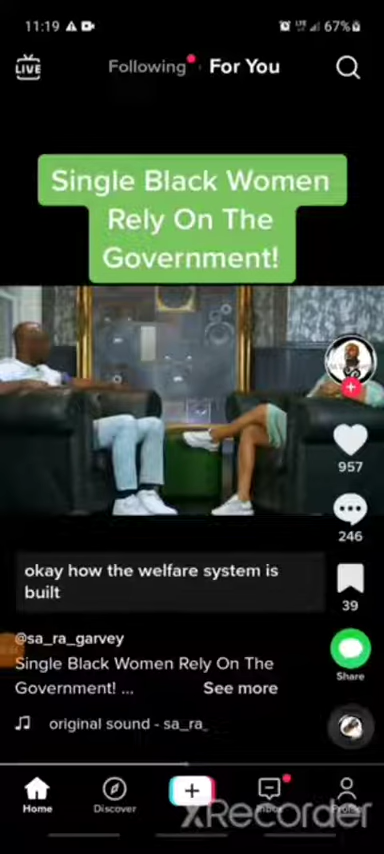 11:19
67%
LIVE
Following
For You
Single Black Women
Rely On The
Government!
957
246
okay how the welfare system is
built
39
@sa_ra_garvey
Single Black Women Rely On The
Government! ... See more
Share
original sound - sa_ra_
Home
Discover
Inbox
Profile
XRecorder